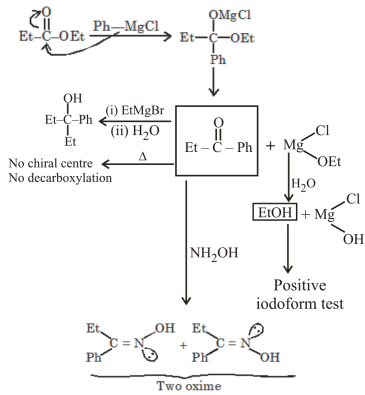 O
Et–C–O Et
Ph—MgCl
OMgCl
Et–C–OEt
Ph
OH
Et–C–Ph
Et
(i) EtMgBr
(ii) H₂O
O
Et – C – Ph
+ Mg
Cl
OEt
Δ
No chiral centre
No decarboxylation
H₂O
EtOH + Mg
Cl
OH
NH₂OH
Positive
iodoform test
Et
Ph
C = N
OH
+
Et
Ph
C = N
OH
Two oxime